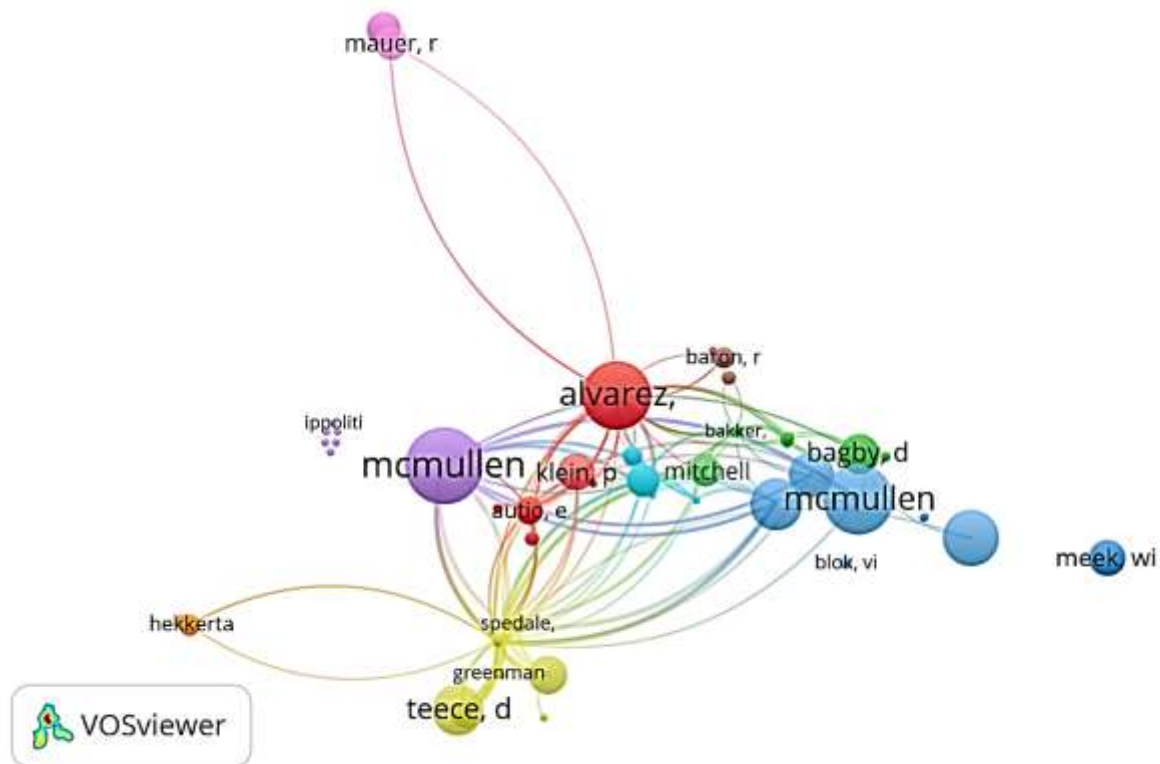 mauer, r
baron, r
alvarez,
ippoliti
bakker,
mcmullen
klein, p
mitchell
bagby, d
autio, e
mcmullen
blok, vi
meek, wi
hekkerta
spedale,
greenman
teece, d
VOSviewer